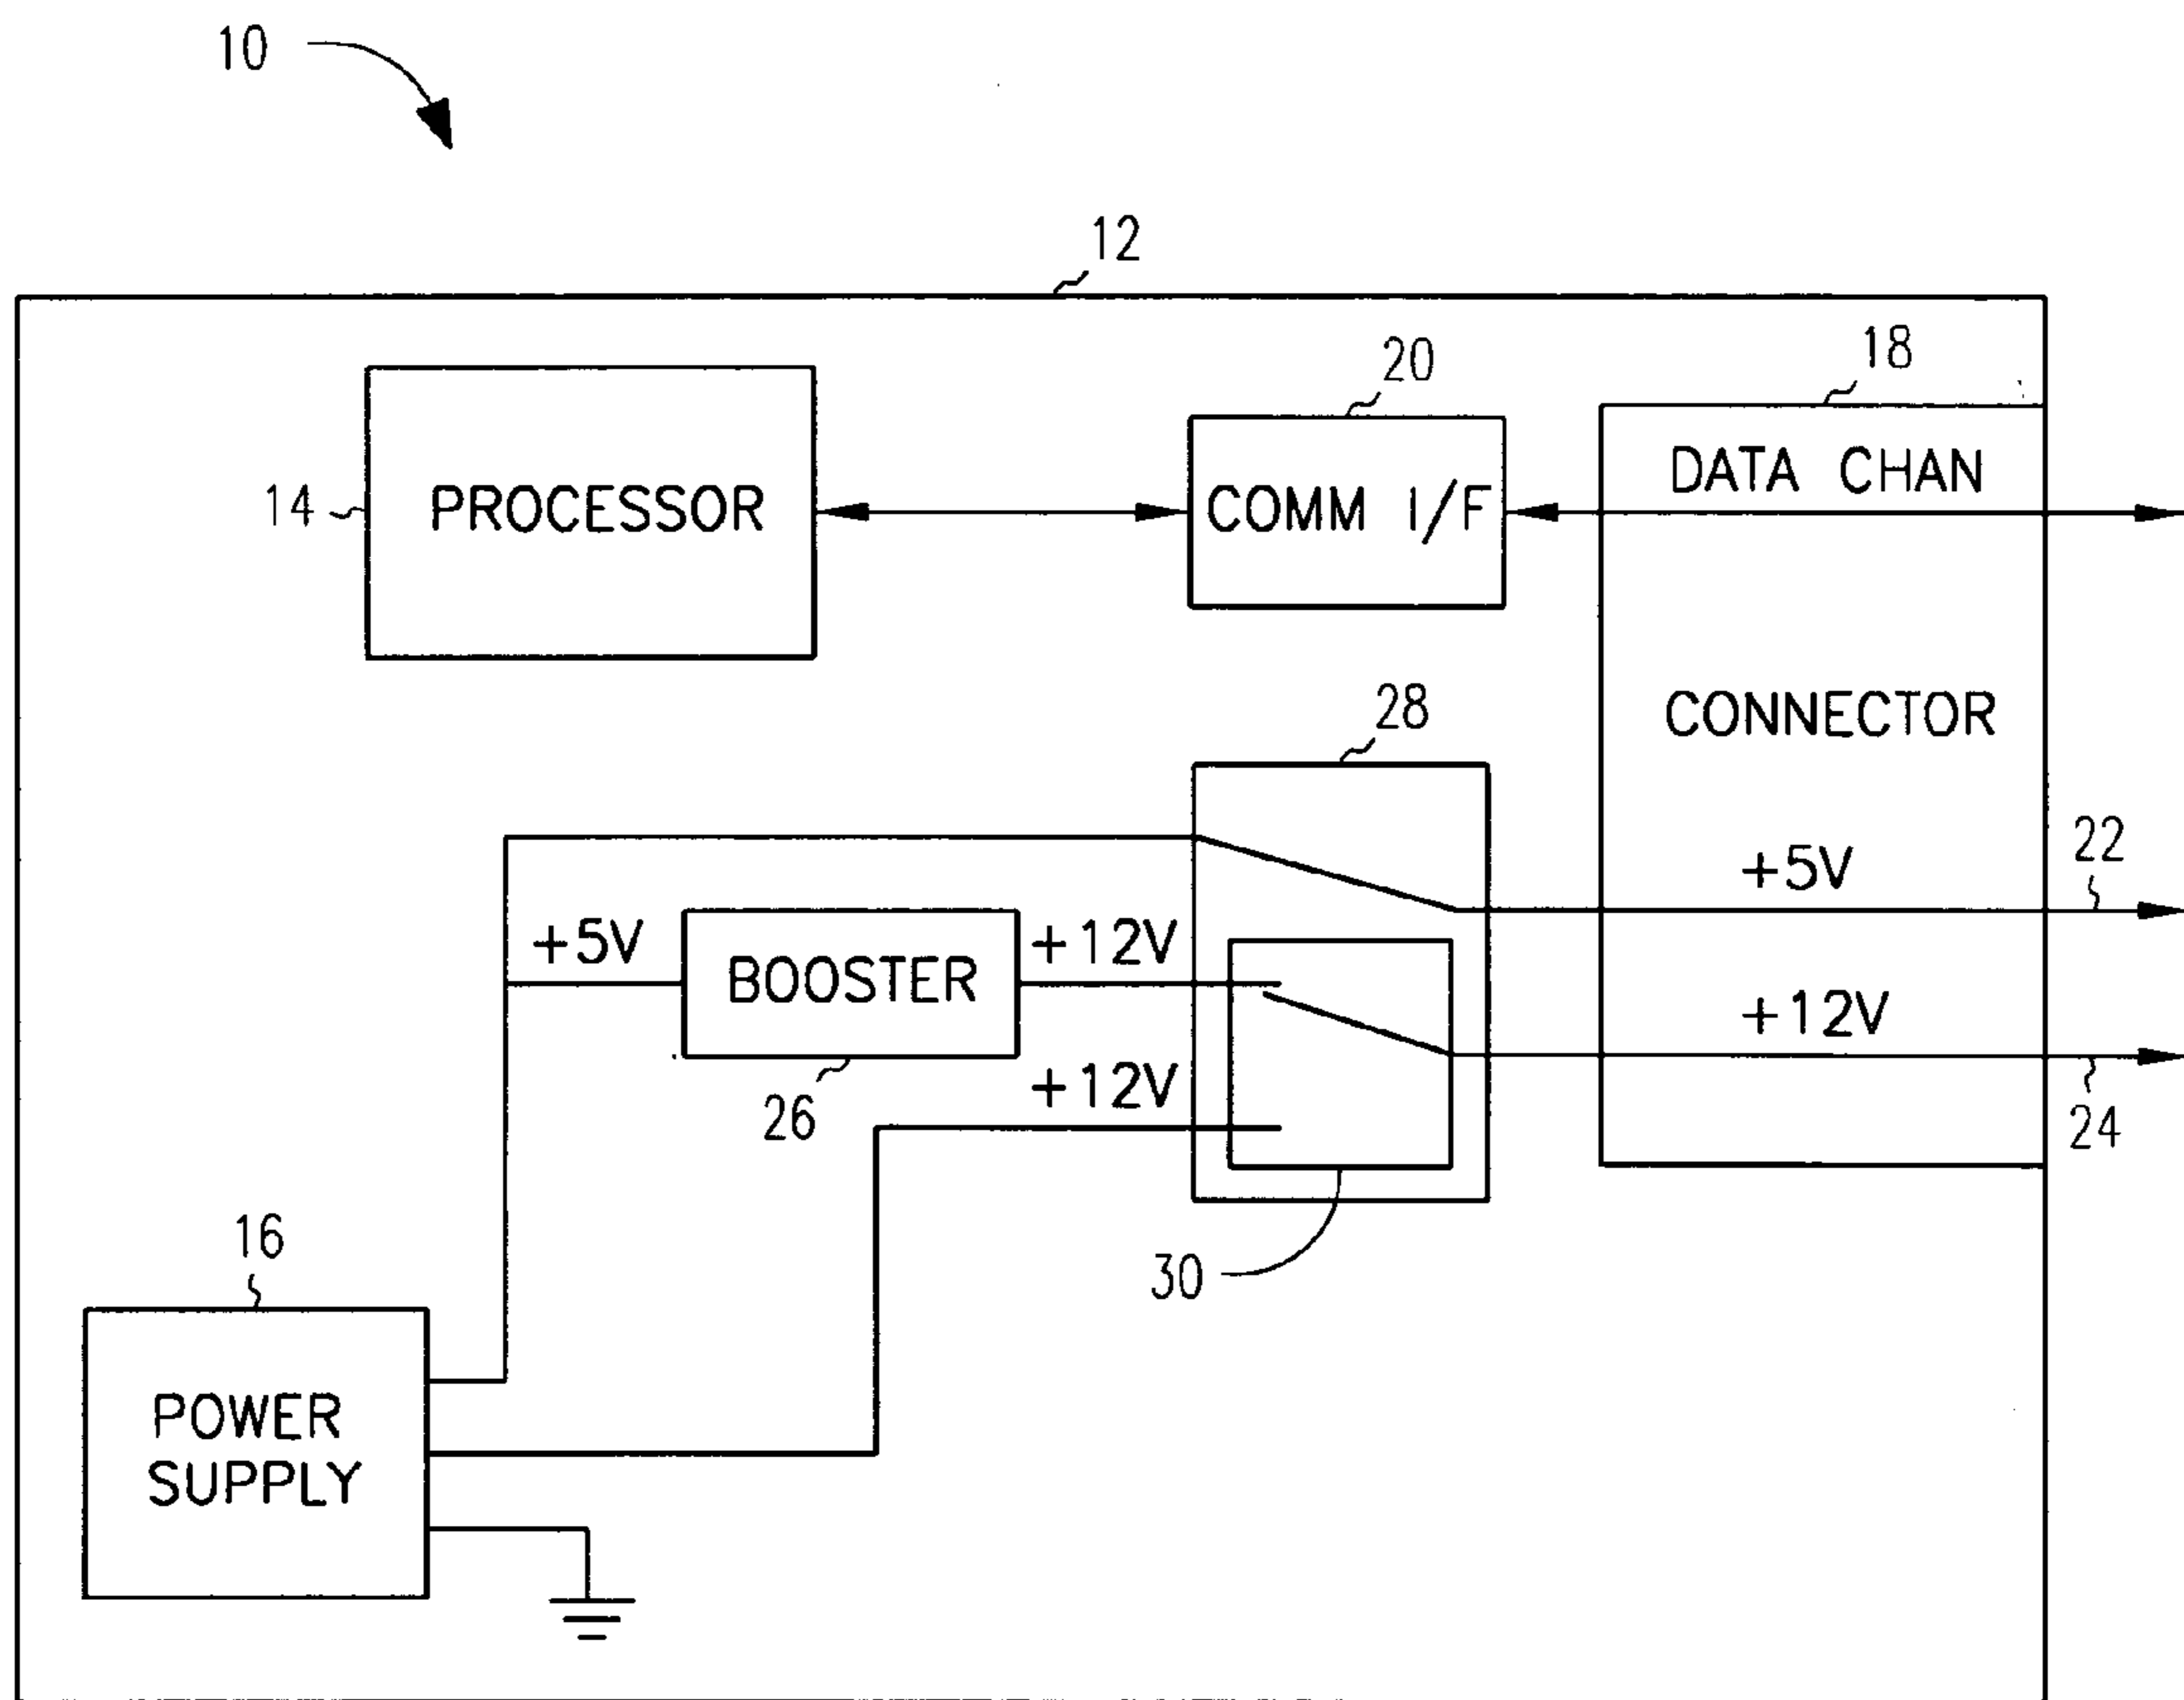 10
12
20
18
14
PROCESSOR
COMM I/F
DATA CHAN
CONNECTOR
28
22
+5V
+5V
BOOSTER
+12V
+12V
26
+12V
24
16
30
POWER
SUPPLY